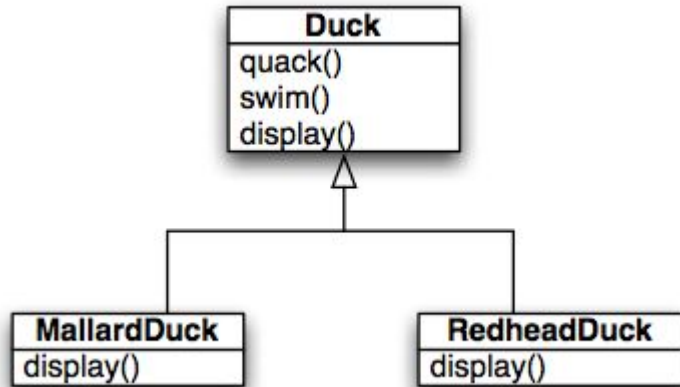 Duck
quack()
swim()
display()
MallardDuck
display()
RedheadDuck
display()